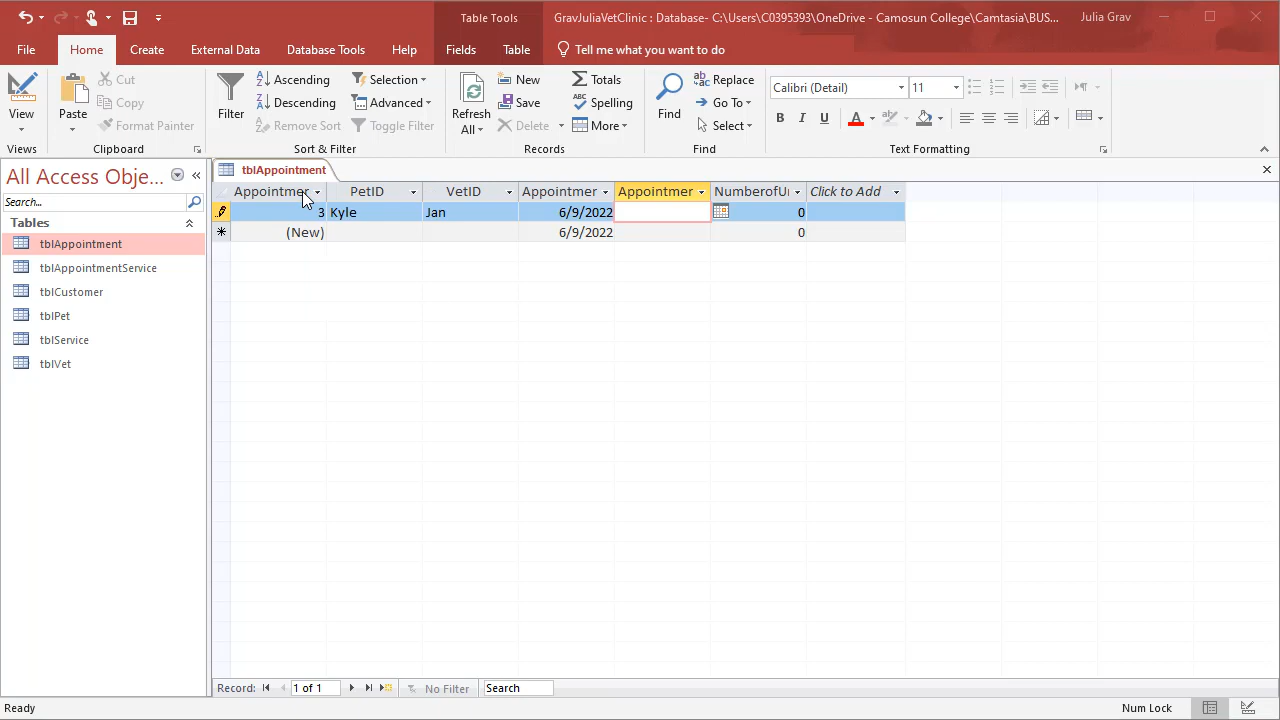 Table Tools
GravJuliaVetClinic : Database- C:\Users\C0395393\OneDrive - Camosun College\Camtasia\BUS...
Julia Grav
File Home Create External Data Database Tools Help Fields Table Tell me what you want to do
View
Views
Paste
Cut
Copy
Format Painter
Clipboard
Filter
Ascending
Descending
Remove Sort
Selection
Advanced
Toggle Filter
Sort & Filter
Refresh
All
New
Save
Delete
Totals
Spelling
More
Records
Find
Replace
Go To
Select
Find
Calibri (Detail) 11
B I U A
Text Formatting
All Access Obje...
Search...
Tables
tblAppointment
tblAppointmentService
tblCustomer
tblPet
tblService
tblVet
tblAppointment
Appointmer PetID VetID Appointmer Appointmer NumberofUı Click to Add
3 Kyle Jan 6/9/2022 0
(New) 6/9/2022 0
Record: 1 of 1 No Filter Search
Ready
Num Lock